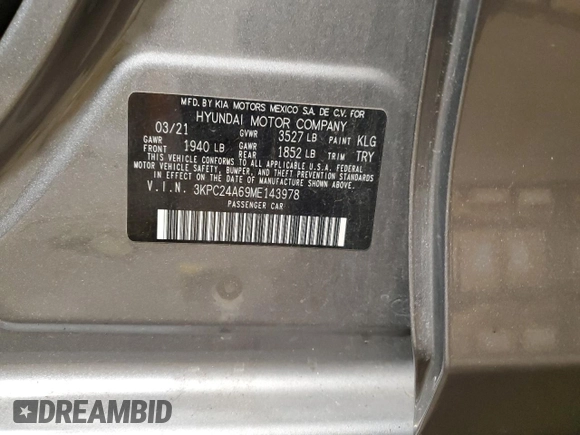 MFD. BY KIA MOTORS MEXICO S.A. DE C.V. FOR
HYUNDAI MOTOR COMPANY
03/21 GVWR 3527 LB PAINT KLG
GAWR FRONT 1940 LB GAWR REAR 1852 LB TRIM TRY
THIS VEHICLE CONFORMS TO ALL APPLICABLE U.S. FEDERAL
MOTOR VEHICLE SAFETY, BUMPER, AND THEFT PREVENTION STANDARDS
IN EFFECT ON THE DATE OF MANUFACTURE SHOWN ABOVE.
V.I.N. 3KPC24A69ME143978
PASSENGER CAR
DREAMBID